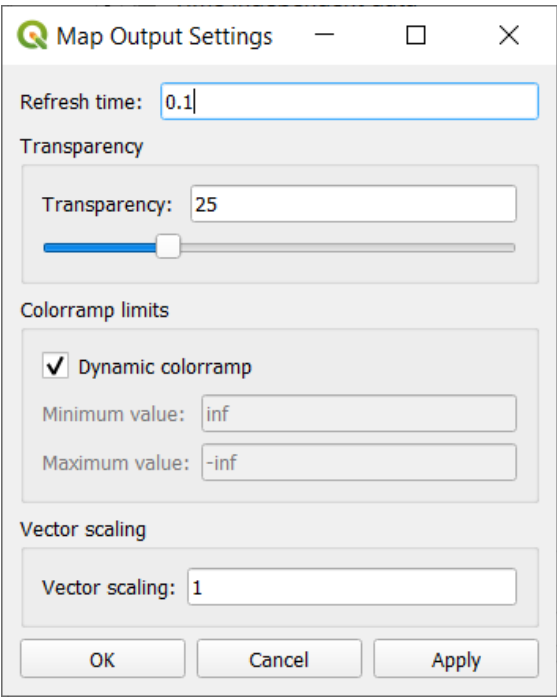 Map Output Settings
Refresh time: 0.1
Transparency
Transparency: 25
Colorramp limits
Dynamic colorramp
Minimum value: inf
Maximum value: -inf
Vector scaling
Vector scaling: 1
OK Cancel Apply